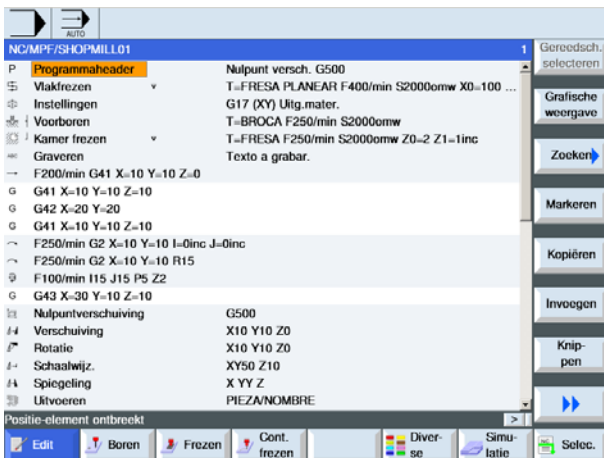 AUTO
NC/MPF/SHOPMILL01 1
P Programmaheader Nulpunt versch. G500
Vlakfrezen T=FRESA PLANEAR F400/min S2000omw X0=100 ...
Instellingen G17 (XY) Uitg.mater.
Voorboren T=BROCA F250/min S2000omw
Kamer frezen T=FRESA F250/min S2000omw Z0=2 Z1=1inc
ABC Graveren Texto a grabar.
F200/min G41 X=10 Y=10 Z=0
G G41 X=10 Y=10 Z=10
G G42 X=20 Y=20
G G41 X=10 Y=10 Z=10
F250/min G2 X=10 Y=10 I=0inc J=0inc
F250/min G2 X=10 Y=10 R15
F100/min I15 J15 P5 Z2
G G43 X=30 Y=10 Z=10
Nulpuntverschuiving G500
Verschuiving X10 Y10 Z0
Rotatie X10 Y10 Z0
Schaalwijz. XY50 Z10
Spiegeling X YY Z
Uitvoeren PIEZA/NOMBRE
Positie-element ontbreekt >
Gereedsch.
selecteren
Grafische
weergave
Zoeken
Markeren
Kopiëren
Invoegen
Knip-
pen
Edit
Boren
Frezen
Cont.
frezen
Diver-
se
Simu-
latie
NC
Selec.